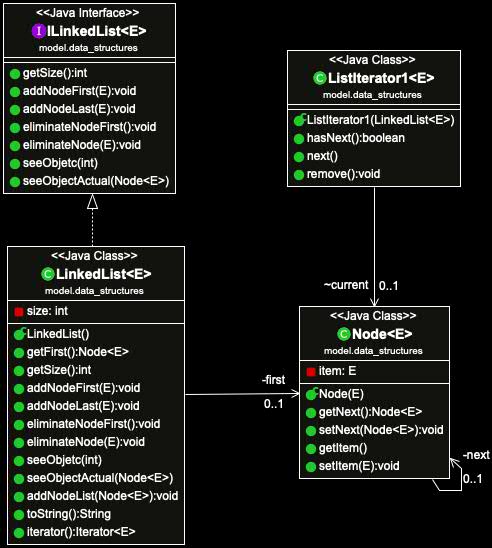 <<Java Interface>>
I ILinkedList<E>
model.data_structures
getSize():int
addNodeFirst(E):void
addNodeLast(E):void
eliminateNodeFirst():void
eliminateNode(E):void
seeObjetc(int)
seeObjectActual(Node<E>)
<<Java Class>>
C ListIterator1<E>
model.data_structures
C ListIterator1(LinkedList<E>)
hasNext():boolean
next()
remove():void
<<Java Class>>
C LinkedList<E>
model.data_structures
size: int
C LinkedList()
getFirst():Node<E>
getSize():int
addNodeFirst(E):void
addNodeLast(E):void
eliminateNodeFirst():void
eliminateNode(E):void
seeObjetc(int)
seeObjectActual(Node<E>)
addNodeList(Node<E>):void
toString():String
iterator():Iterator<E>
~current 0..1
<<Java Class>>
C Node<E>
model.data_structures
item: E
C Node(E)
getNext():Node<E>
setNext(Node<E>):void
getItem()
setItem(E):void
-first
0..1
-next
0..1